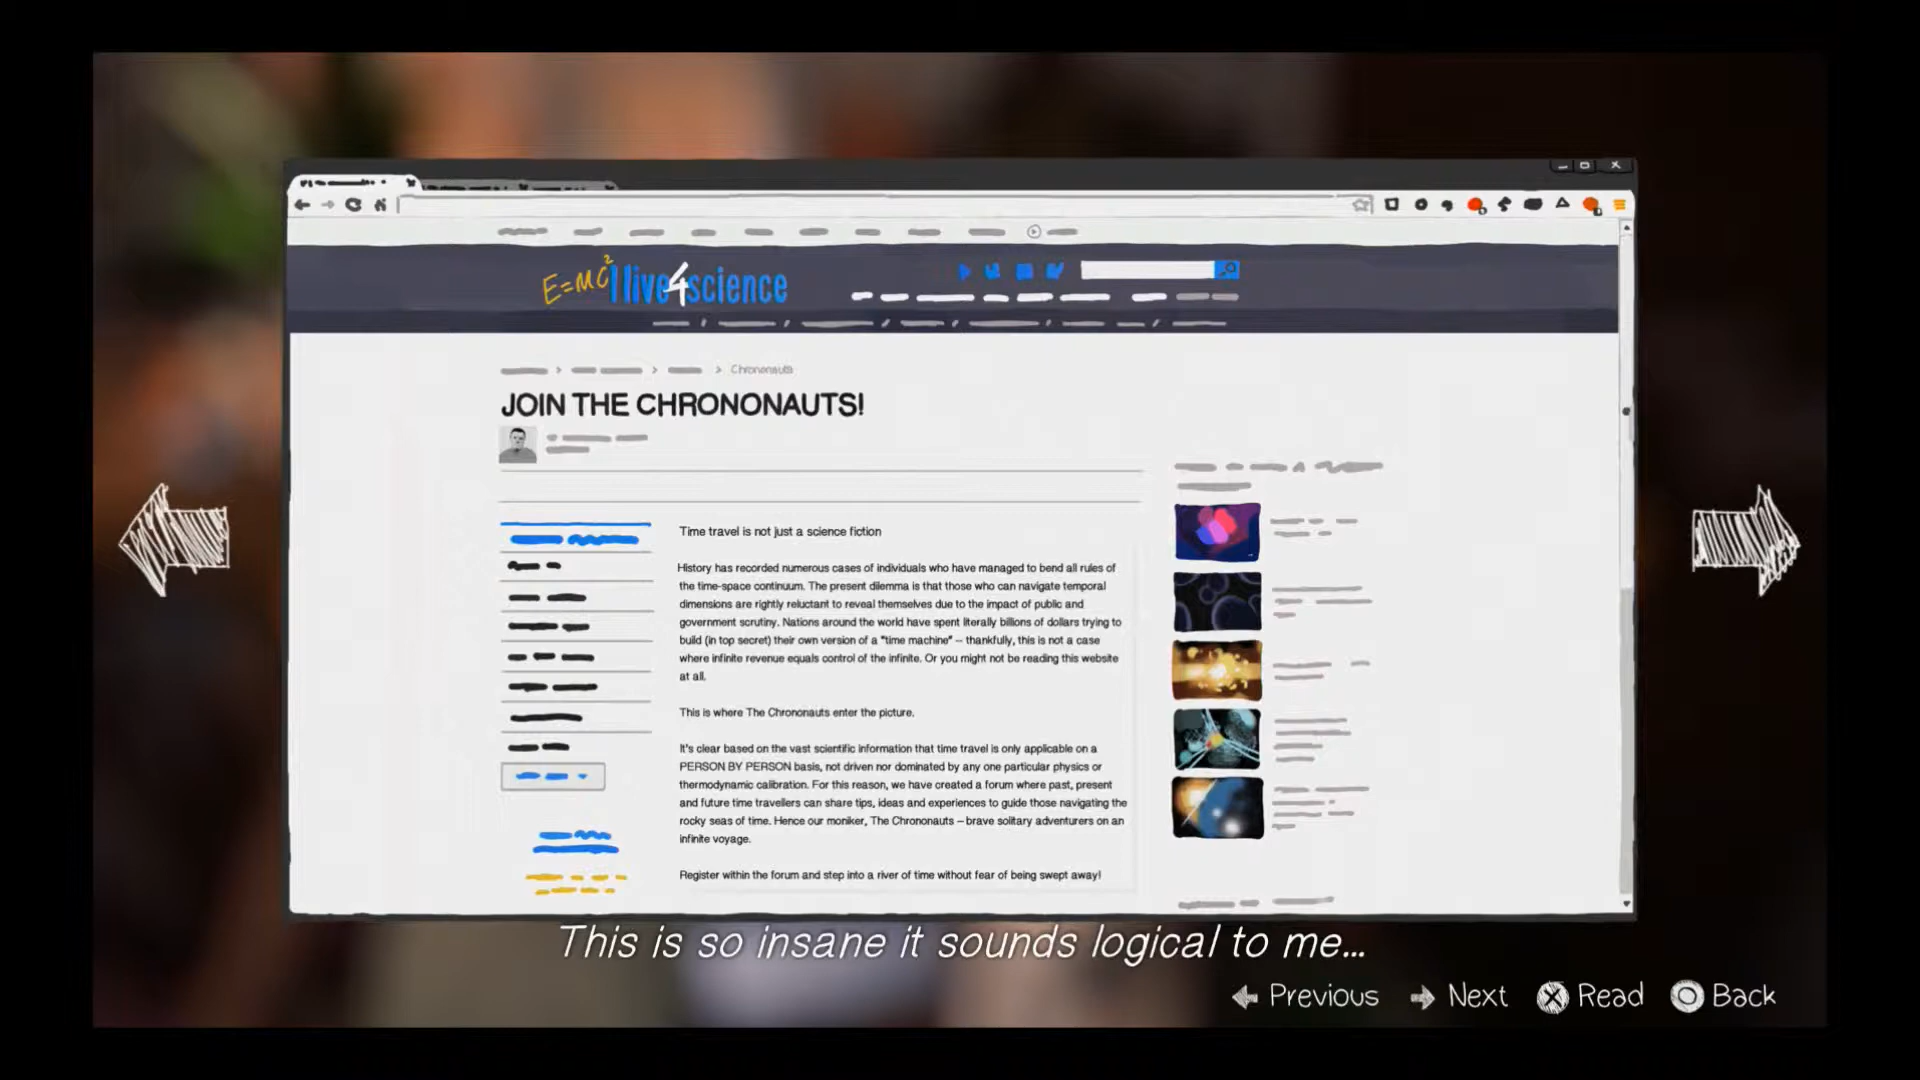 E=MC²
I live4science
Chrononauts
JOIN THE CHRONONAUTS!
Time travel is not just a science fiction
History has recorded numerous cases of individuals who have managed to bend all rules of
the time-space continuum. The present dilemma is that those who can navigate temporal
dimensions are rightly reluctant to reveal themselves due to the impact of public and
government scrutiny. Nations around the world have spent literally billions of dollars trying to
build (in top secret) their own version of a "time machine" – thankfully, this is not a case
where infinite revenue equals control of the infinite. Or you might not be reading this website
at all.
This is where The Chrononauts enter the picture.
It's clear based on the vast scientific information that time travel is only applicable on a
PERSON BY PERSON basis, not driven nor dominated by any one particular physics or
thermodynamic calibration. For this reason, we have created a forum where past, present
and future time travellers can share tips, ideas and experiences to guide those navigating the
rocky seas of time. Hence our moniker, The Chrononauts – brave solitary adventurers on an
infinite voyage.
Register within the forum and step into a river of time without fear of being swept away!
This is so insane it sounds logical to me...
Previous Next Read Back